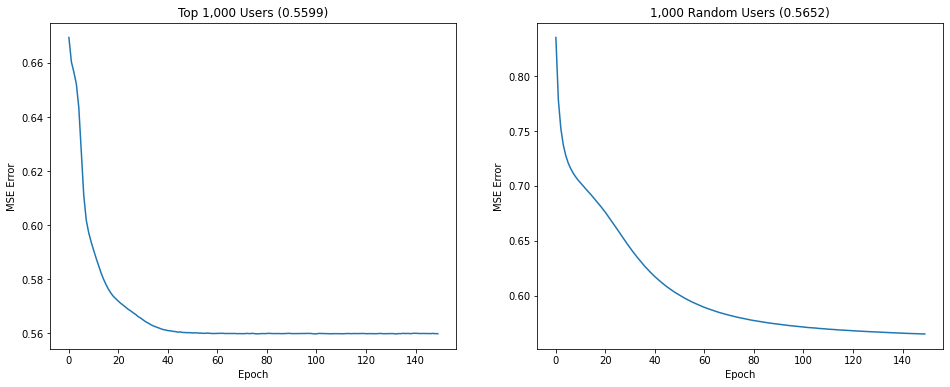 Top 1,000 Users (0.5599)
MSE Error
0.66
0.64
0.62
0.60
0.58
0.56
0 20 40 60 80 100 120 140
Epoch
1,000 Random Users (0.5652)
MSE Error
0.80
0.75
0.70
0.65
0.60
0 20 40 60 80 100 120 140
Epoch